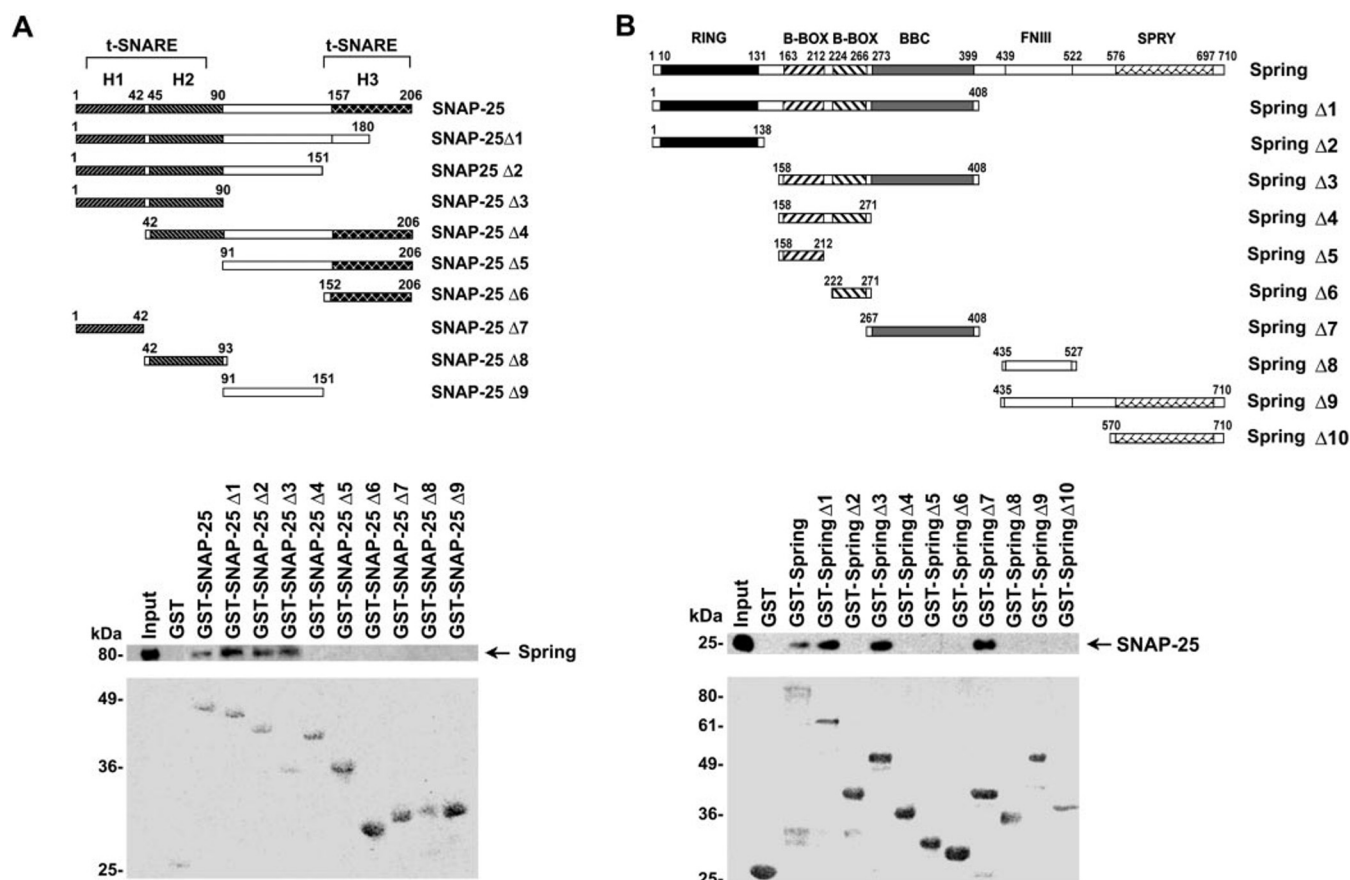 A
t-SNARE t-SNARE
H1 H2 H3
1 42 45 90 157 206
SNAP-25
1 180
SNAP-25Δ1
1 151
SNAP25 Δ2
1 90
SNAP-25 Δ3
42 206
SNAP-25 Δ4
91 206
SNAP-25 Δ5
152 206
SNAP-25 Δ6
1 42
SNAP-25 Δ7
42 93
SNAP-25 Δ8
91 151
SNAP-25 Δ9
kDa
Input
GST
GST-SNAP-25
GST-SNAP-25 Δ1
GST-SNAP-25 Δ2
GST-SNAP-25 Δ3
GST-SNAP-25 Δ4
GST-SNAP-25 Δ5
GST-SNAP-25 Δ6
GST-SNAP-25 Δ7
GST-SNAP-25 Δ8
GST-SNAP-25 Δ9
80-
Spring
49-
36-
25-
B
RING B-BOX B-BOX BBC FNIII SPRY
1 10 131 163 212 224 266 273 399 439 522 576 697 710
Spring
1 408
Spring Δ1
1 138
Spring Δ2
158 408
Spring Δ3
158 271
Spring Δ4
158 212
Spring Δ5
222 271
Spring Δ6
267 408
Spring Δ7
435 527
Spring Δ8
435 710
Spring Δ9
570 710
Spring Δ10
kDa
Input
GST
GST-Spring
GST-SpringΔ1
GST-SpringΔ2
GST-SpringΔ3
GST-SpringΔ4
GST-SpringΔ5
GST-SpringΔ6
GST-SpringΔ7
GST-SpringΔ8
GST-SpringΔ9
GST-SpringΔ10
25-
SNAP-25
80-
61-
49-
36-
25-